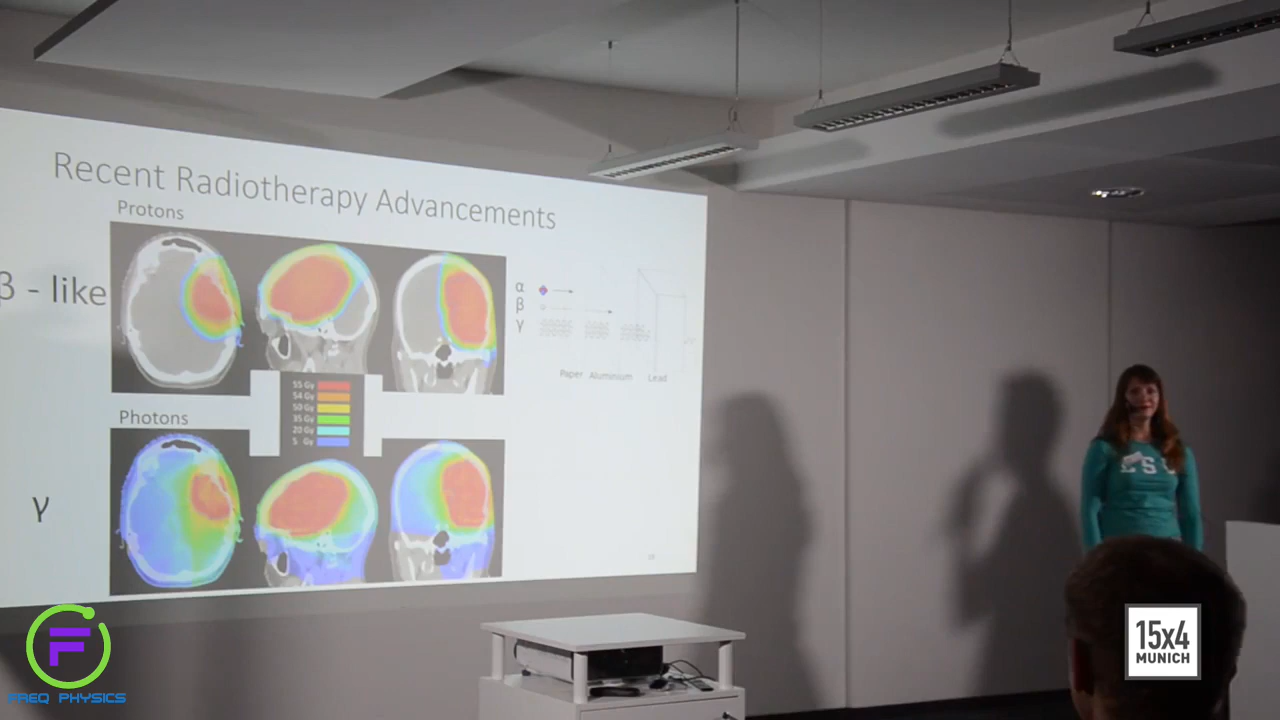 Recent Radiotherapy Advancements
Protons
β - like
α
β
γ
Paper Aluminium Lead
55 Gy
54 Gy
50 Gy
35 Gy
20 Gy
5 Gy
Photons
γ
ESO
F
FREQ PHYSICS
15x4
MUNICH